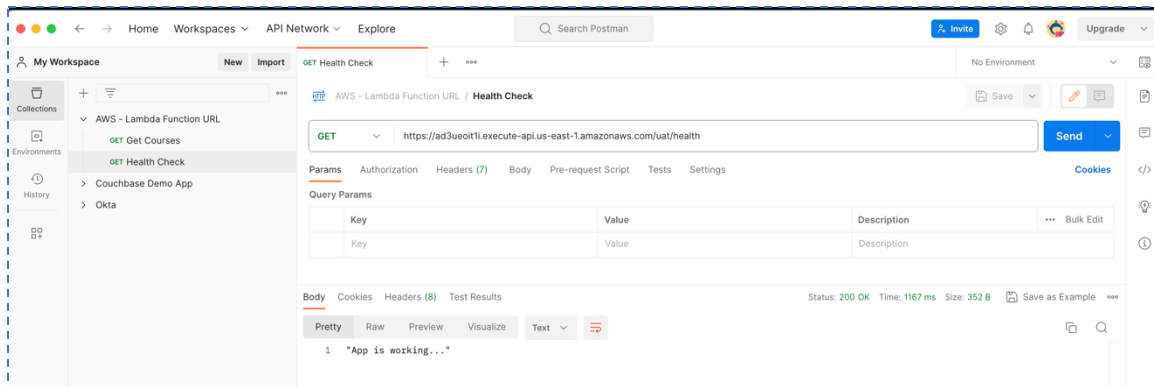 Home Workspaces API Network Explore Search Postman Invite Upgrade
My Workspace New Import GET Health Check No Environment
Collections
Environments
History
AWS - Lambda Function URL
GET Get Courses
GET Health Check
Couchbase Demo App
Okta
HTTP AWS - Lambda Function URL / Health Check Save
GET https://ad3ueoit1i.execute-api.us-east-1.amazonaws.com/uat/health Send
Params Authorization Headers (7) Body Pre-request Script Tests Settings Cookies
Query Params
Key Value Description Bulk Edit
Key Value Description
Body Cookies Headers (8) Test Results Status: 200 OK Time: 1167 ms Size: 352 B Save as Example
Pretty Raw Preview Visualize Text
1 "App is working..."